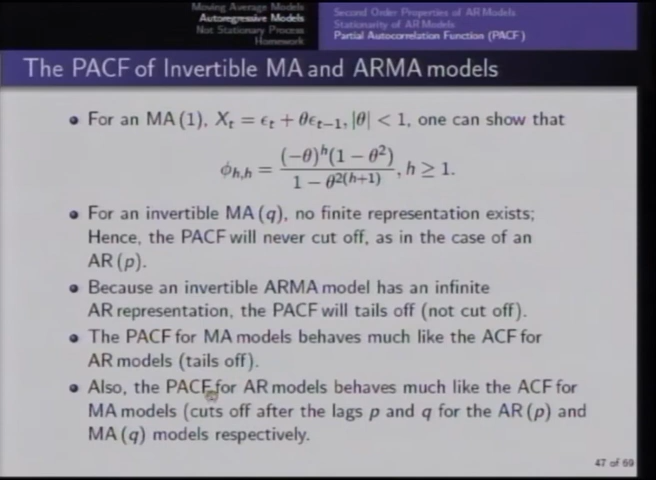 Moving Average Models
Autoregressive Models
Not Stationary Process
Homework
Second Order Properties of AR Models
Stationarity of AR Models
Partial Autocorrelation Function (PACF)
The PACF of Invertible MA and ARMA models
• For an MA(1), X_t = ϵ_t + θϵ_{t−1}, |θ| < 1, one can show that
ϕ_{h,h} = (−θ)^h(1 − θ^2) / 1 − θ^{2(h+1)}, h ≥ 1.
• For an invertible MA(q), no finite representation exists;
Hence, the PACF will never cut off, as in the case of an
AR(p).
• Because an invertible ARMA model has an infinite
AR representation, the PACF will tails off (not cut off).
• The PACF for MA models behaves much like the ACF for
AR models (tails off).
• Also, the PACF for AR models behaves much like the ACF for
MA models (cuts off after the lags p and q for the AR(p) and
MA(q) models respectively.
47 of 69